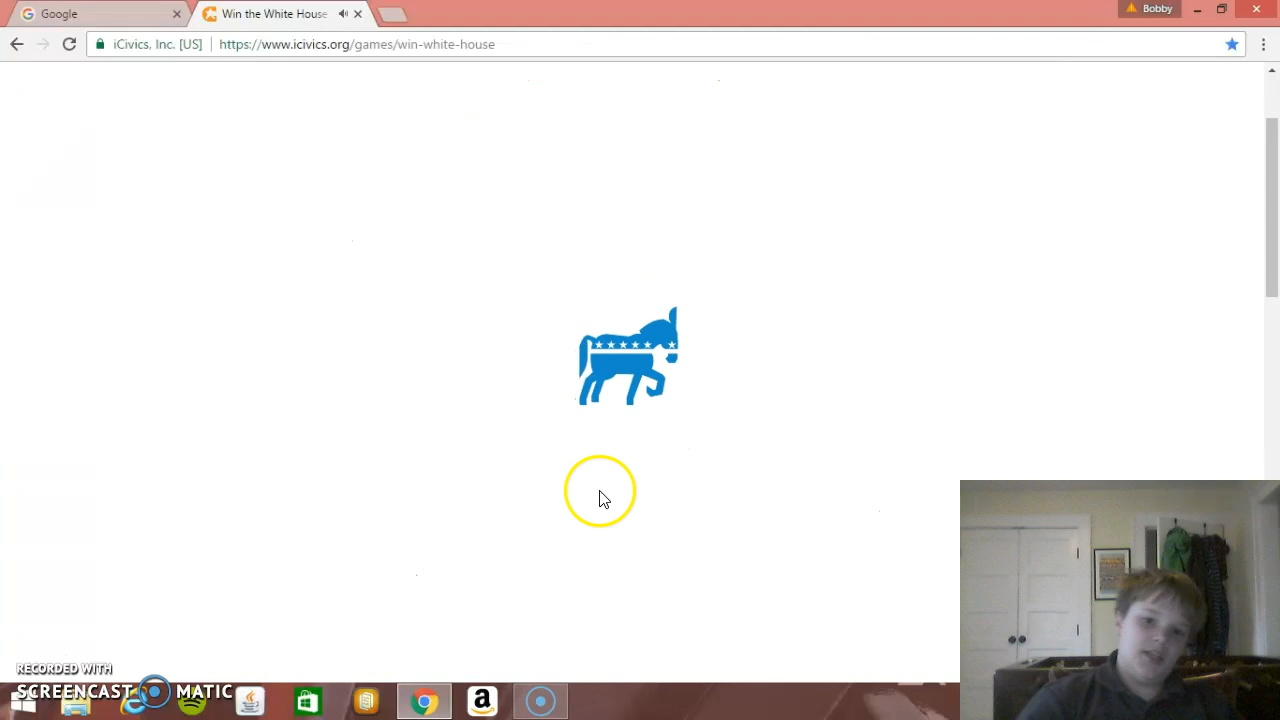 Google
Win the White House
Bobby
iCivics, Inc. [US]
https://www.icivics.org/games/win-white-house
RECORDED WITH
SCREENCAST MATIC